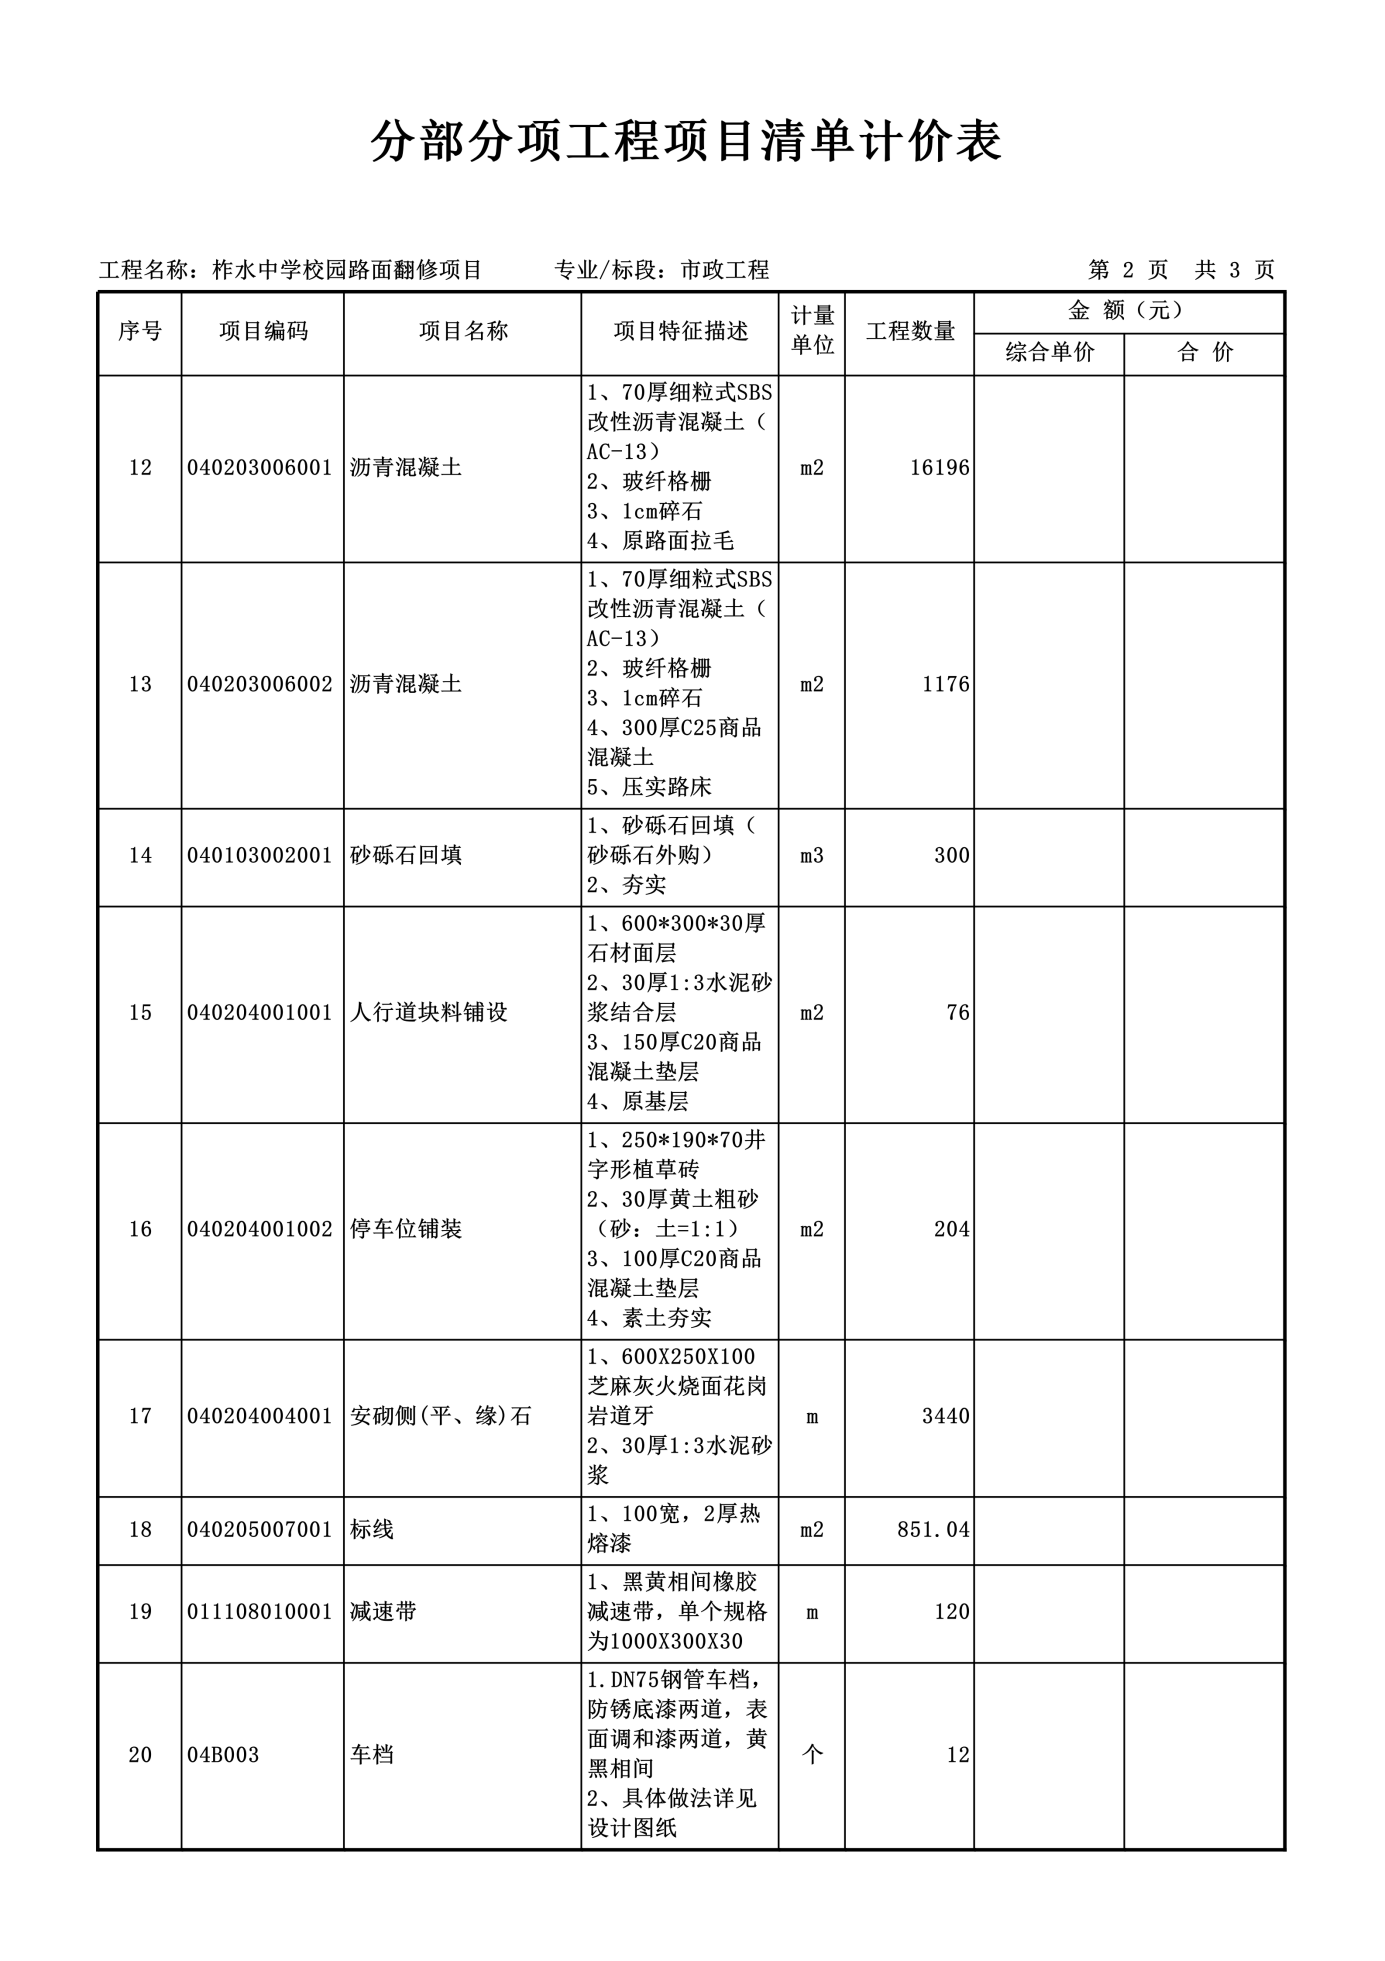 分部分项工程项目清单计价表
工程名称：柞水中学校园路面翻修项目 专业/标段：市政工程 第 2 页 共 3 页
序号 项目编码 项目名称 项目特征描述 计量单位 工程数量 金 额（元）
综合单价 合 价
12 040203006001 沥青混凝土 m2 16196
1、70厚细粒式SBS
改性沥青混凝土（
AC-13）
2、玻纤格栅
3、1cm碎石
4、原路面拉毛
13 040203006002 沥青混凝土 m2 1176
1、70厚细粒式SBS
改性沥青混凝土（
AC-13）
2、玻纤格栅
3、1cm碎石
4、300厚C25商品
混凝土
5、压实路床
14 040103002001 砂砾石回填 m3 300
1、砂砾石回填（
砂砾石外购）
2、夯实
15 040204001001 人行道块料铺设 m2 76
1、600*300*30厚
石材面层
2、30厚1:3水泥砂
浆结合层
3、150厚C20商品
混凝土垫层
4、原基层
16 040204001002 停车位铺装 m2 204
1、250*190*70井
字形植草砖
2、30厚黄土粗砂
（砂：土=1:1）
3、100厚C20商品
混凝土垫层
4、素土夯实
17 040204004001 安砌侧(平、缘)石 m 3440
1、600X250X100
芝麻灰火烧面花岗
岩道牙
2、30厚1:3水泥砂
浆
18 040205007001 标线 m2 851.04
1、100宽，2厚热
熔漆
19 011108010001 减速带 m 120
1、黑黄相间橡胶
减速带，单个规格
为1000X300X30
20 04B003 车档 个 12
1.DN75钢管车档，
防锈底漆两道，表
面调和漆两道，黄
黑相间
2、具体做法详见
设计图纸